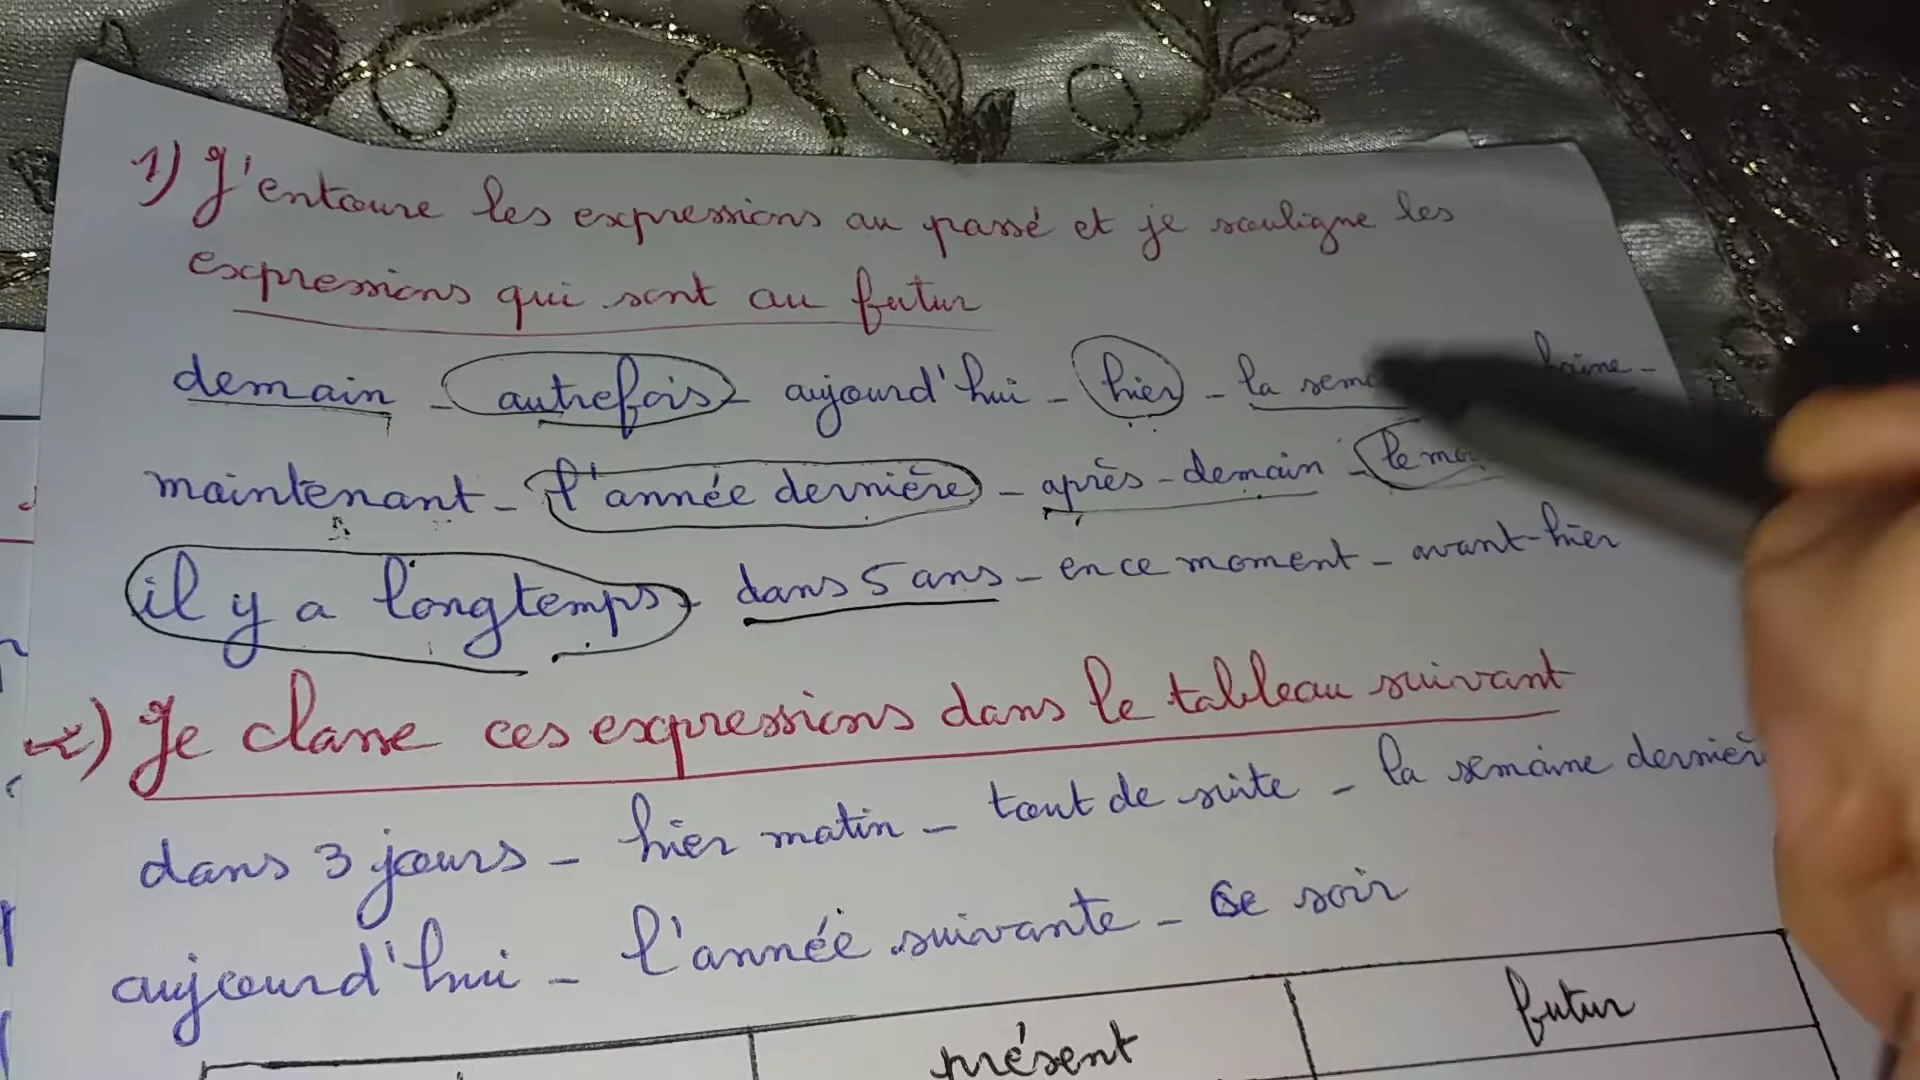 1) J'entoure les expressions au passé et je souligne les
expressions qui sont au futur
demain - autrefois - aujourd'hui - hier - la
maintenant - l'année dernière - après-demain - le
il y a longtemps - dans 5 ans - en ce moment - avant-hier
2) Je classe ces expressions dans le tableau suivant
dans 3 jours - hier matin - tout de suite - la semaine
aujourd'hui - l'année suivante - Ce soir
présent
futur